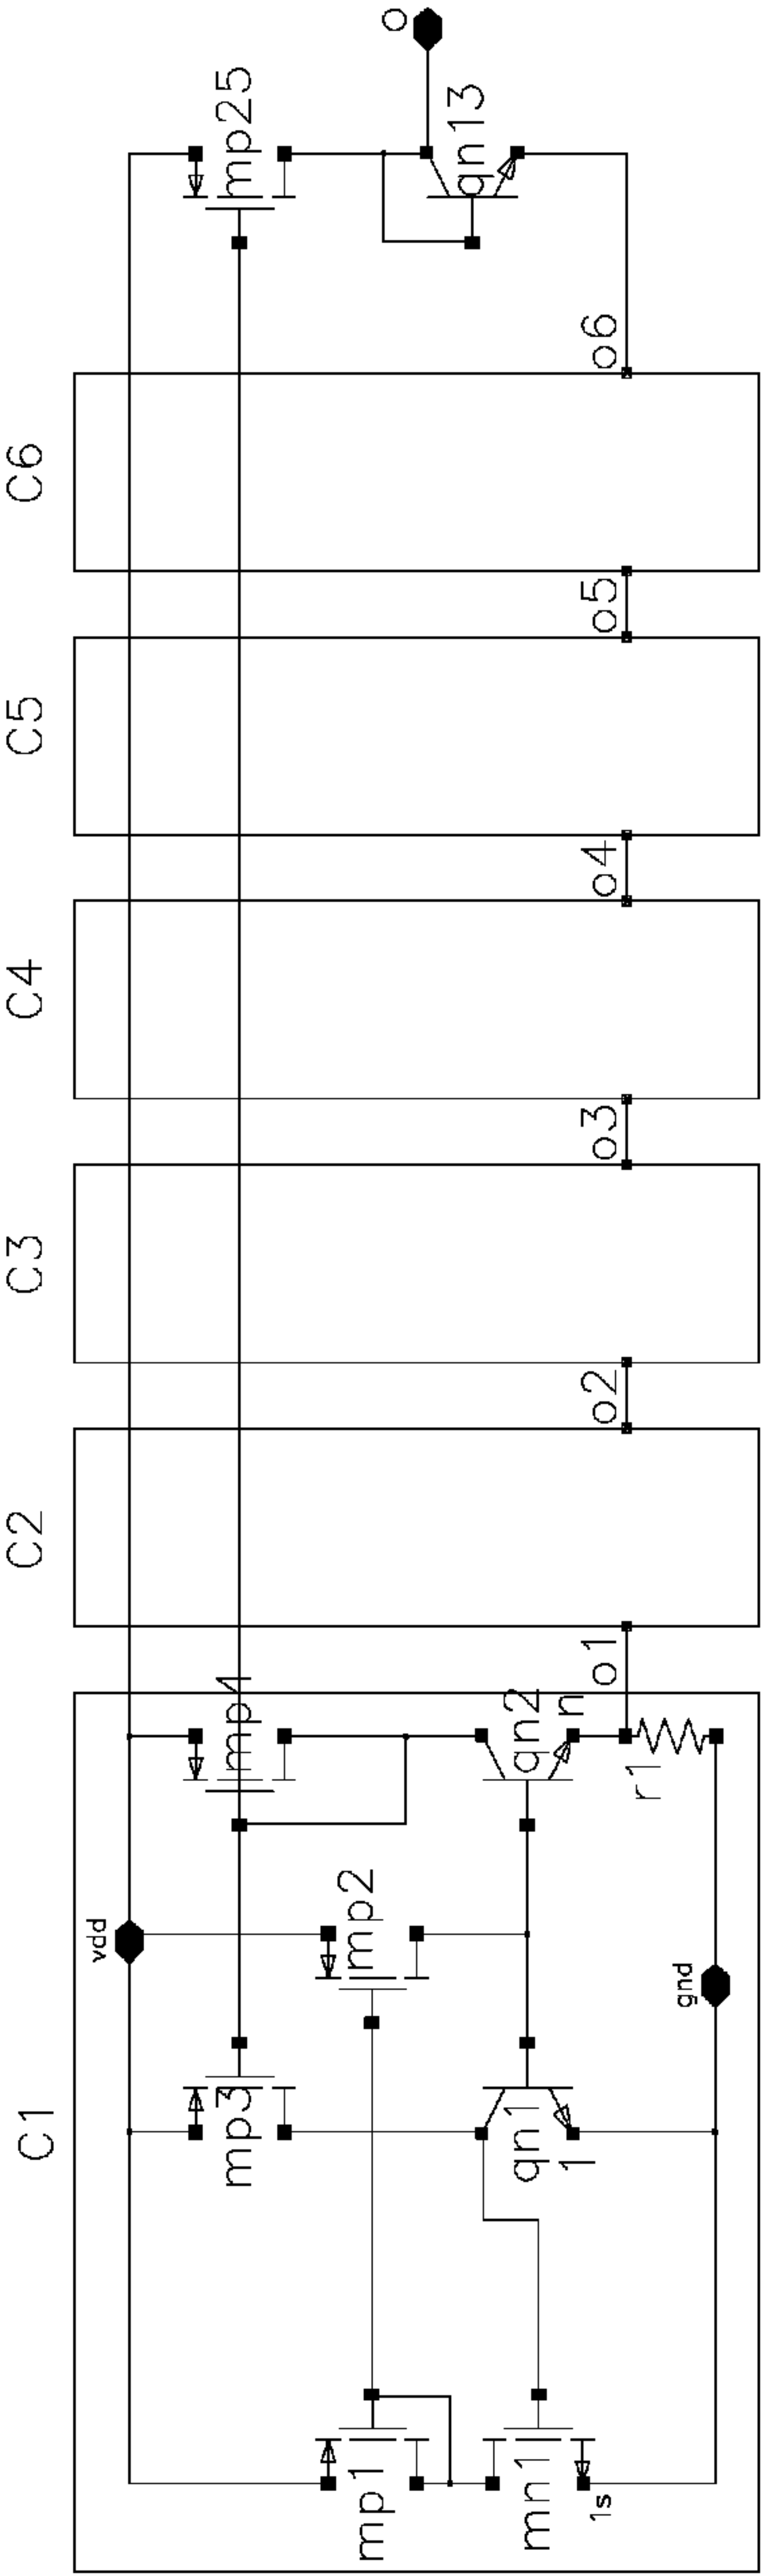 C1
C2
C3
C4
C5
C6
vdd
mp1
mp3
mp2
mp4
mp25
mn1
1s
qn1
1
qn2
n
qn13
r1
gnd
o1
o2
o3
o4
o5
o6
o